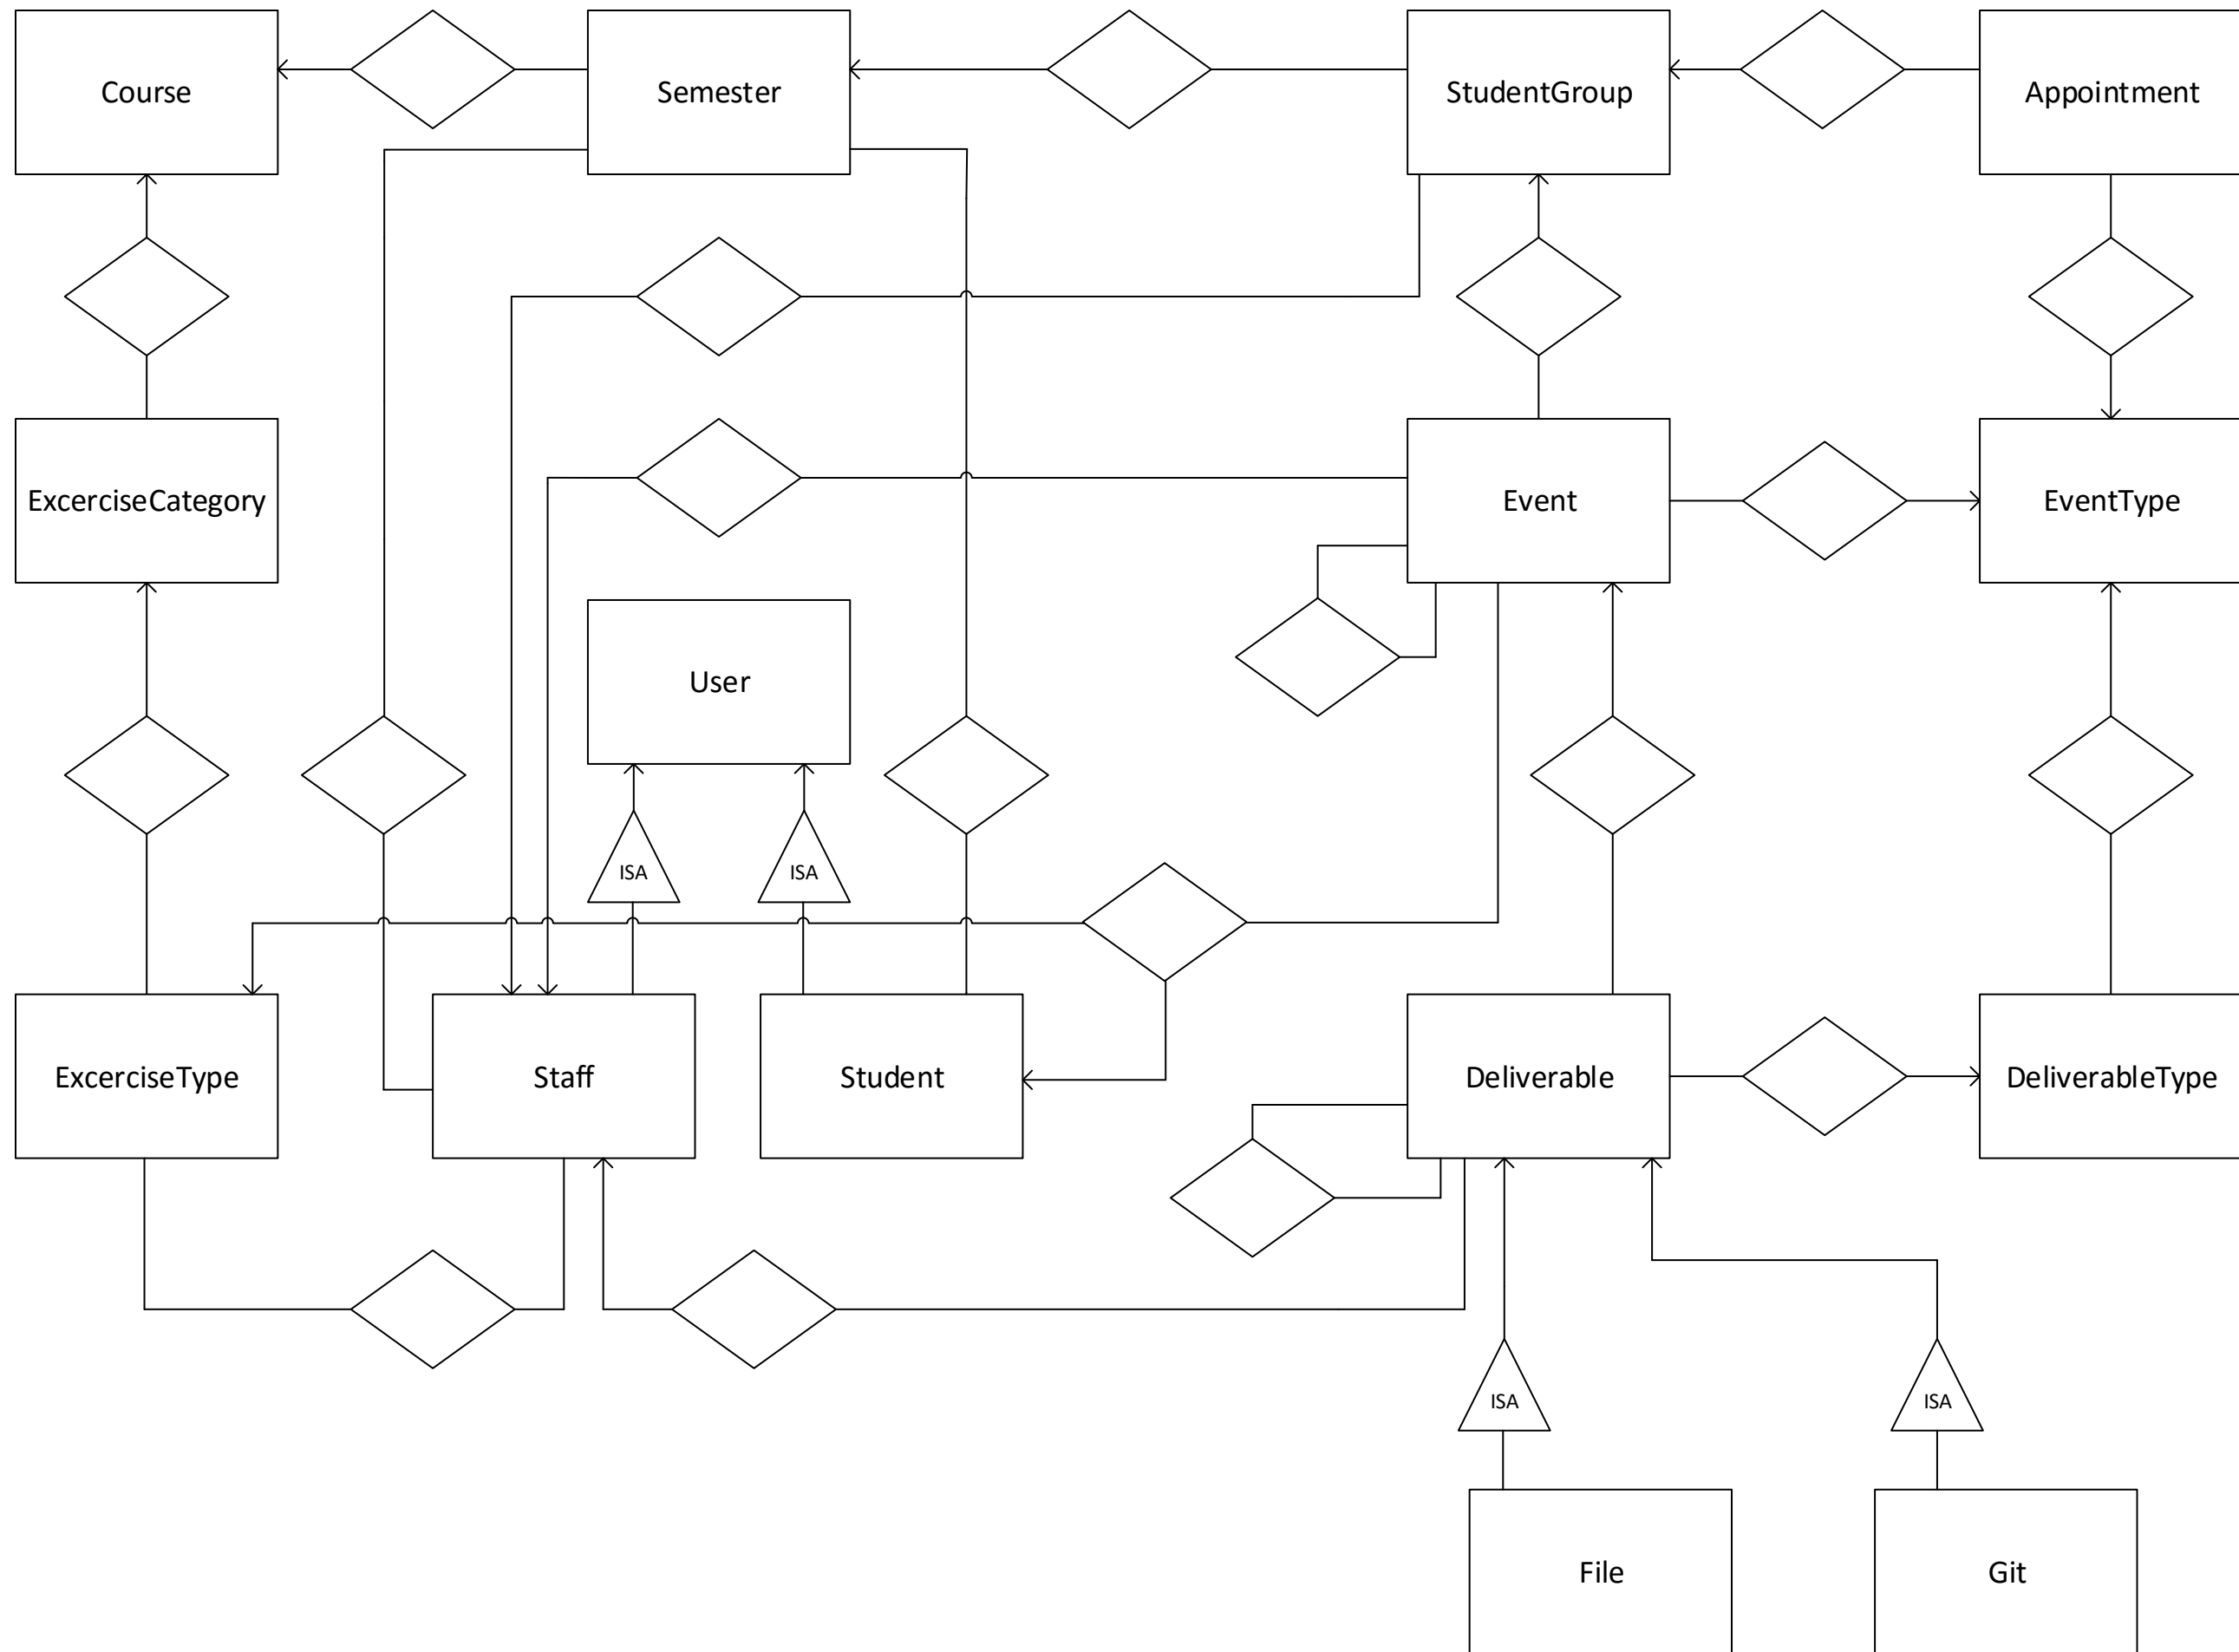 Course
Semester
StudentGroup
Appointment
ExcerciseCategory
Event
EventType
User
ISA
ISA
ExcerciseType
Staff
Student
Deliverable
DeliverableType
ISA
ISA
File
Git